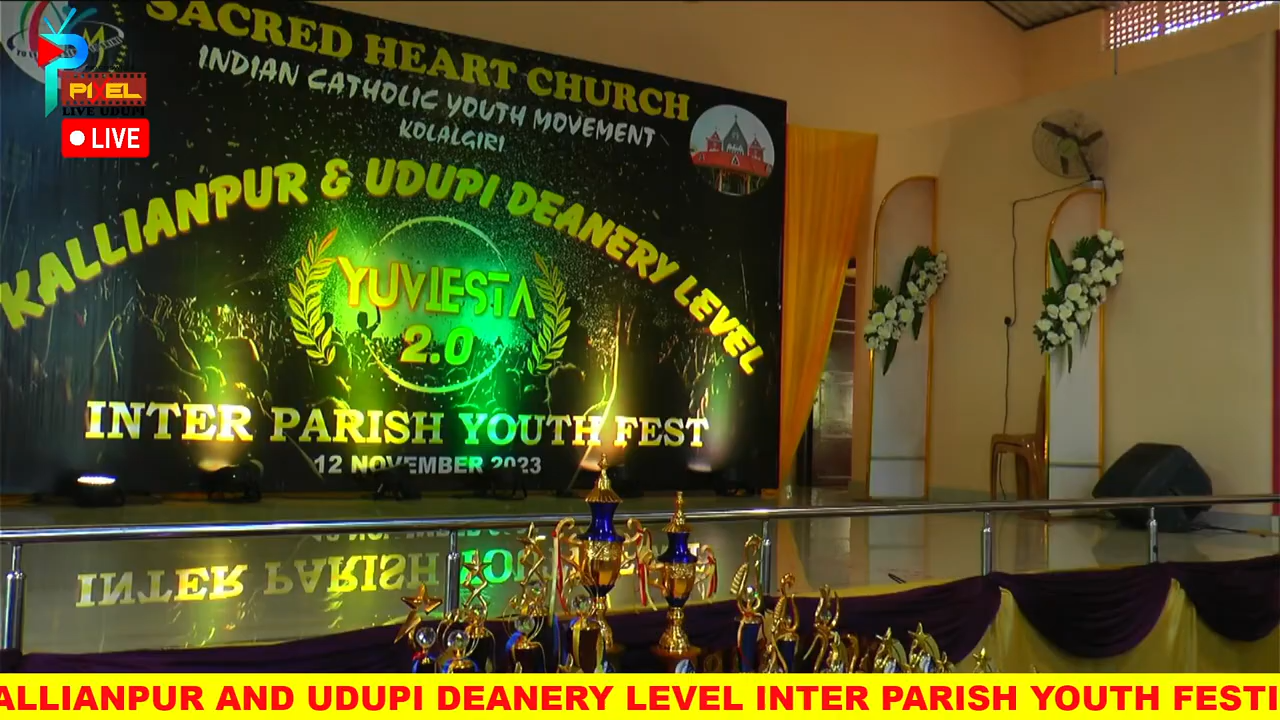 SACRED HEART CHURCH
INDIAN CATHOLIC YOUTH MOVEMENT
KOLALGIRI
PIXEL
LIVE UDUPI
LIVE
KALLIANPUR & UDUPI DEANERY LEVEL
YUVIESTA
2.0
INTER PARISH YOUTH FEST
12 NOVEMBER 2023
ALLIANPUR AND UDUPI DEANERY LEVEL INTER PARISH YOUTH FESTI